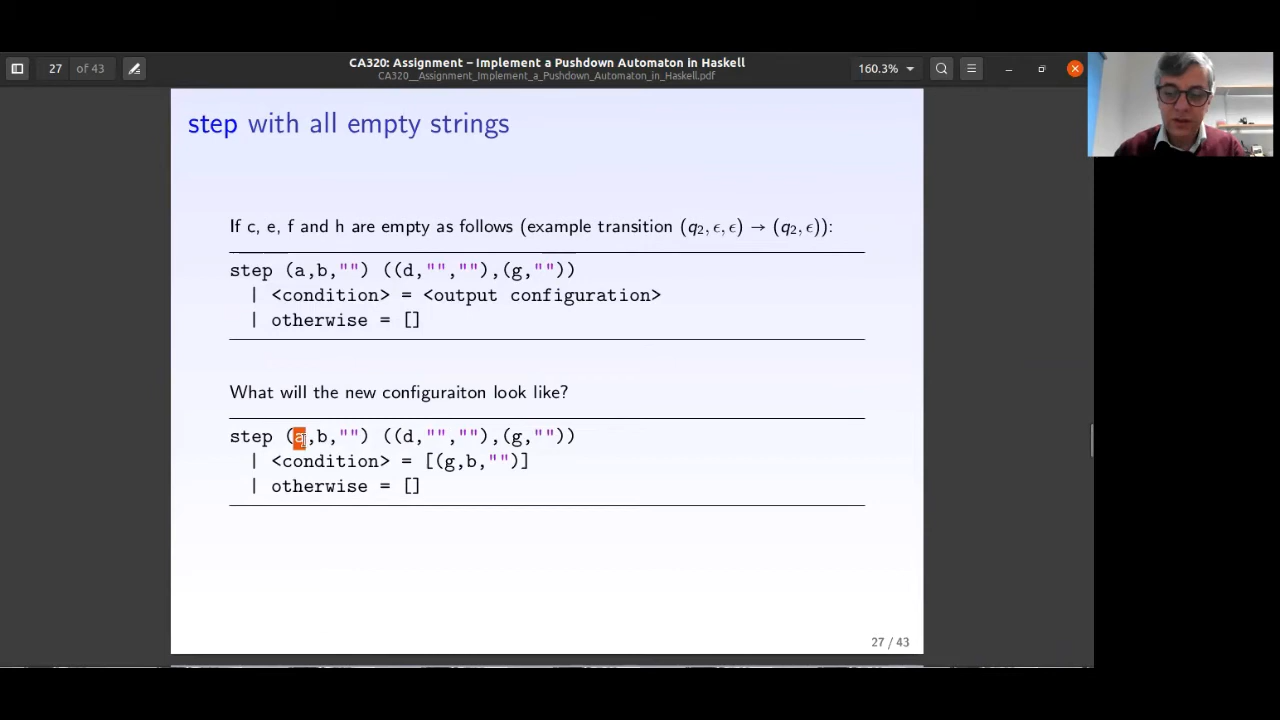 27 of 43
CA320: Assignment – Implement a Pushdown Automaton in Haskell
CA320__Assignment_Implement_a_Pushdown_Automaton_in_Haskell.pdf
160.3%
step with all empty strings
If c, e, f and h are empty as follows (example transition (q₂, ϵ, ϵ) → (q₂, ϵ)):
step (a,b,"") ((d,"",""),(g,""))
| <condition> = <output configuration>
| otherwise = []
What will the new configuraiton look like?
step (a,b,"") ((d,"",""),(g,""))
| <condition> = [(g,b,"")]
| otherwise = []
27 / 43